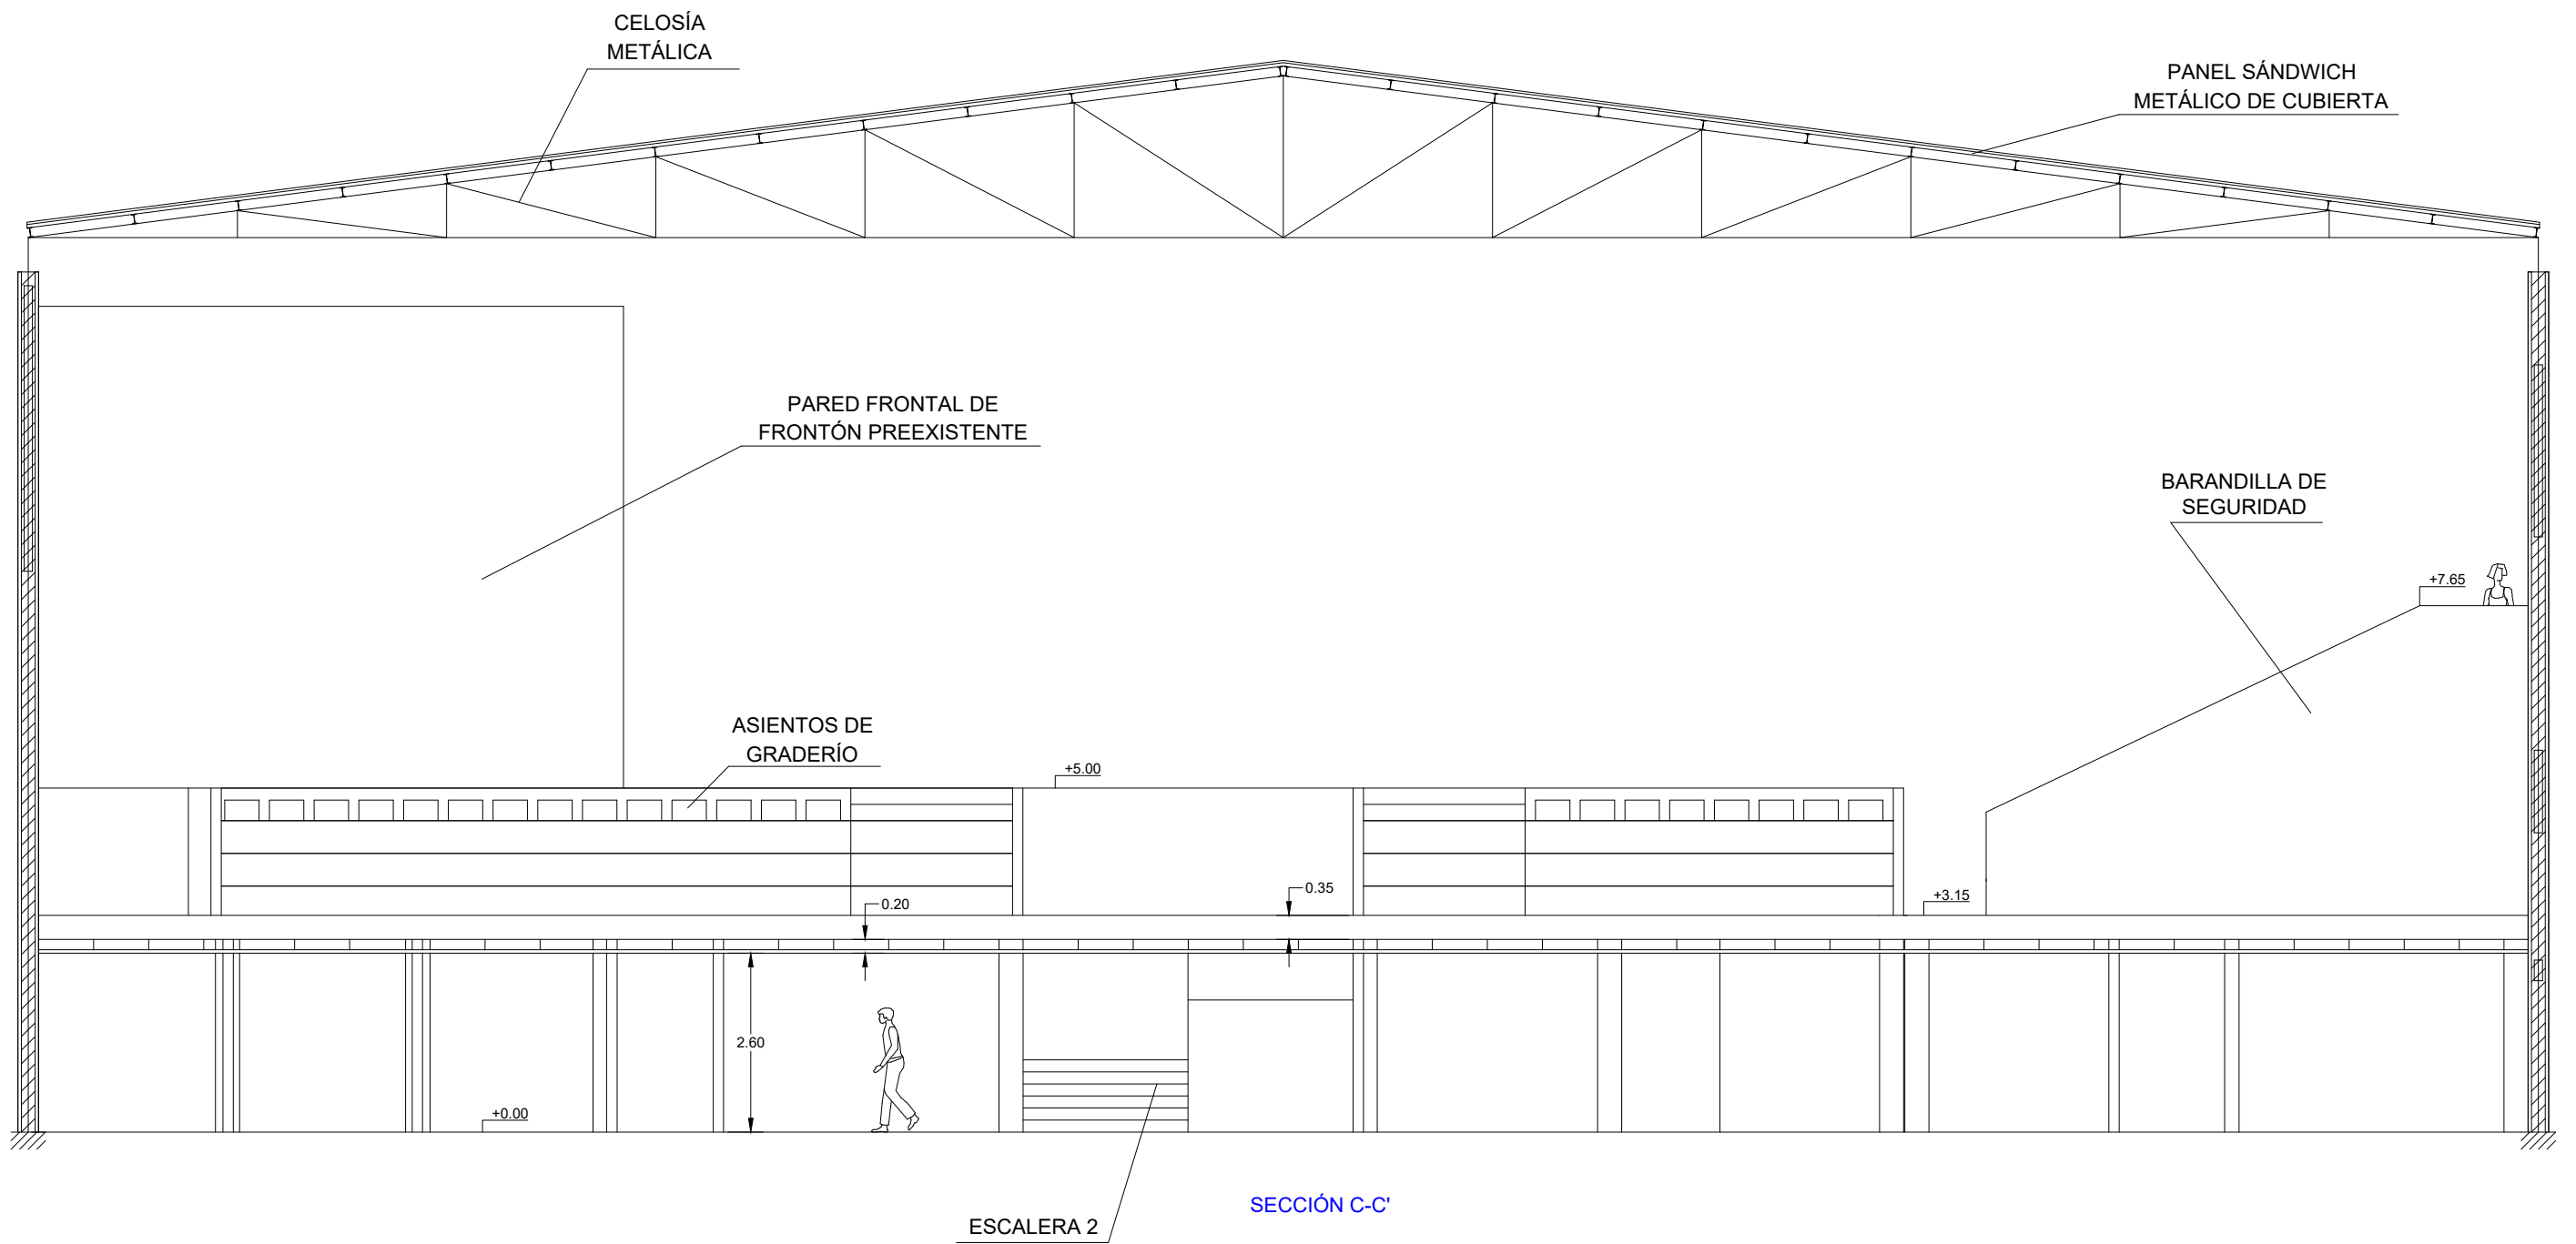 CELOSÍA
METÁLICA
PANEL SÁNDWICH
METÁLICO DE CUBIERTA
PARED FRONTAL DE
FRONTÓN PREEXISTENTE
BARANDILLA DE
SEGURIDAD
+7.65
ASIENTOS DE
GRADERÍO
+5.00
0.35
+3.15
0.20
2.60
+0.00
SECCIÓN C-C'
ESCALERA 2